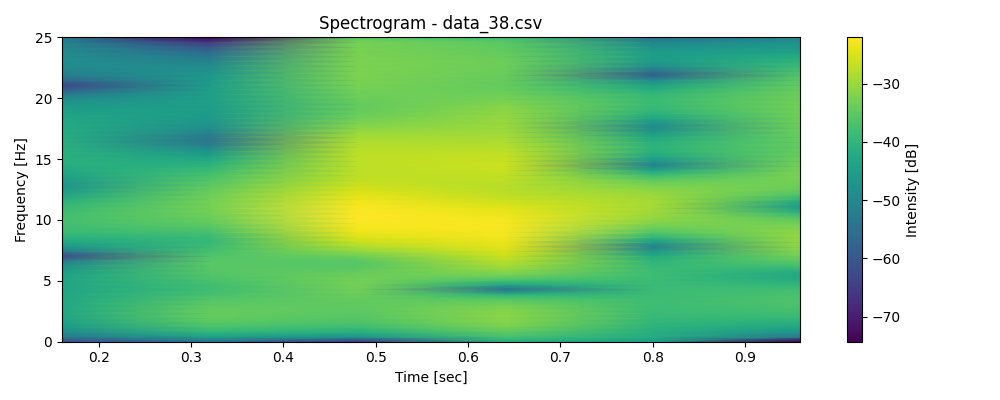 Spectrogram - data_38.csv
25
20
15
10
5
0
Frequency [Hz]
0.2 0.3 0.4 0.5 0.6 0.7 0.8 0.9
Time [sec]
−30
−40
−50
−60
−70
Intensity [dB]